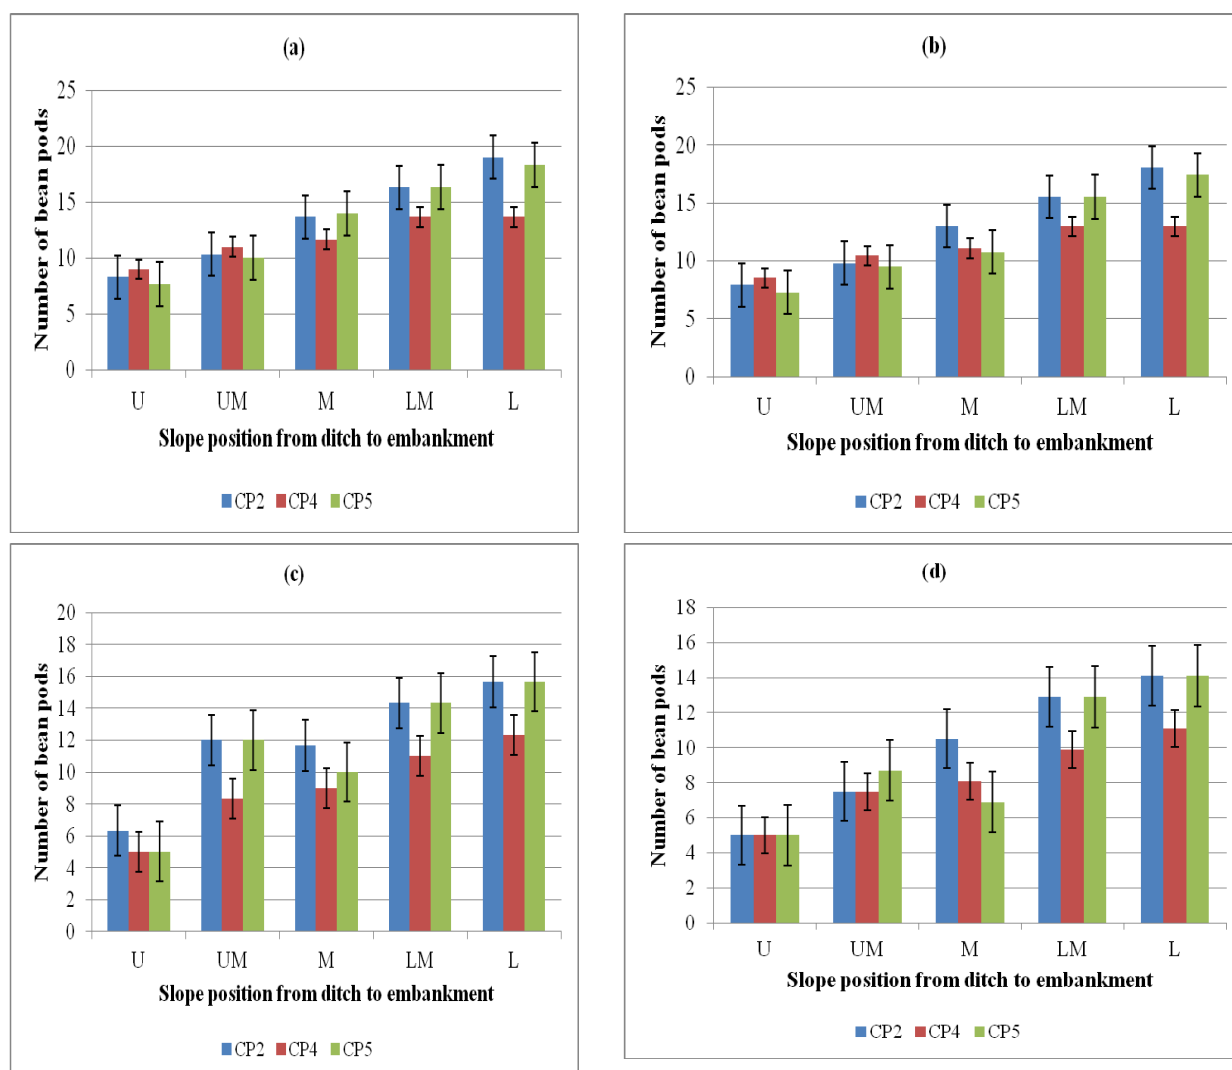 (a)
Number of bean pods
25
20
15
10
5
0
U UM M LM L
Slope position from ditch to embankment
CP2 CP4 CP5
(b)
Number of bean pods
25
20
15
10
5
0
U UM M LM L
Slope position from ditch to embankment
CP2 CP4 CP5
(c)
Number of bean pods
20
18
16
14
12
10
8
6
4
2
0
U UM M LM L
Slope position from ditch to embankment
CP2 CP4 CP5
(d)
Number of bean pods
18
16
14
12
10
8
6
4
2
0
U UM M LM L
Slope position from ditch to embankment
CP2 CP4 CP5